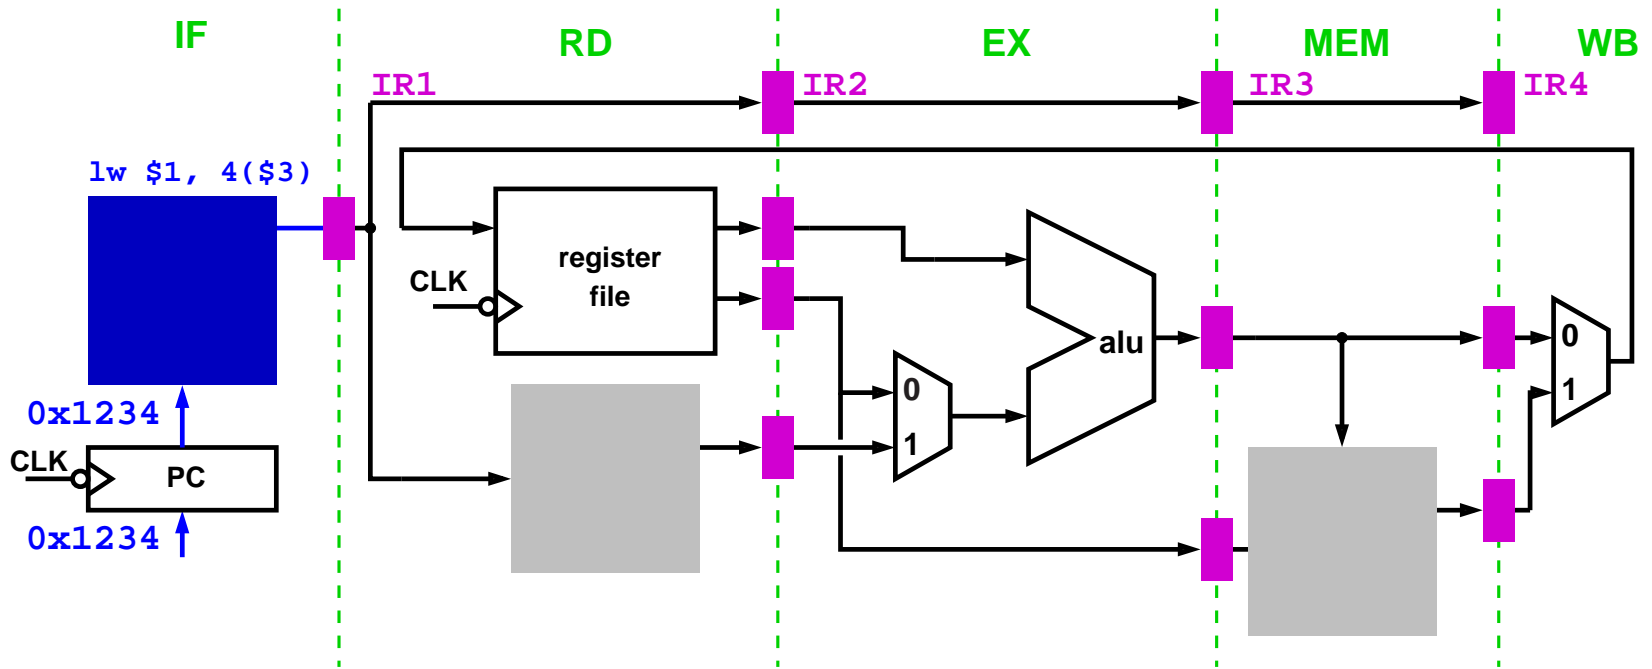 IF
RD
EX
MEM
WB
IR1
IR2
IR3
IR4
lw $1, 4($3)
register
file
CLK
alu
0
1
0
1
0x1234
CLK
PC
0x1234